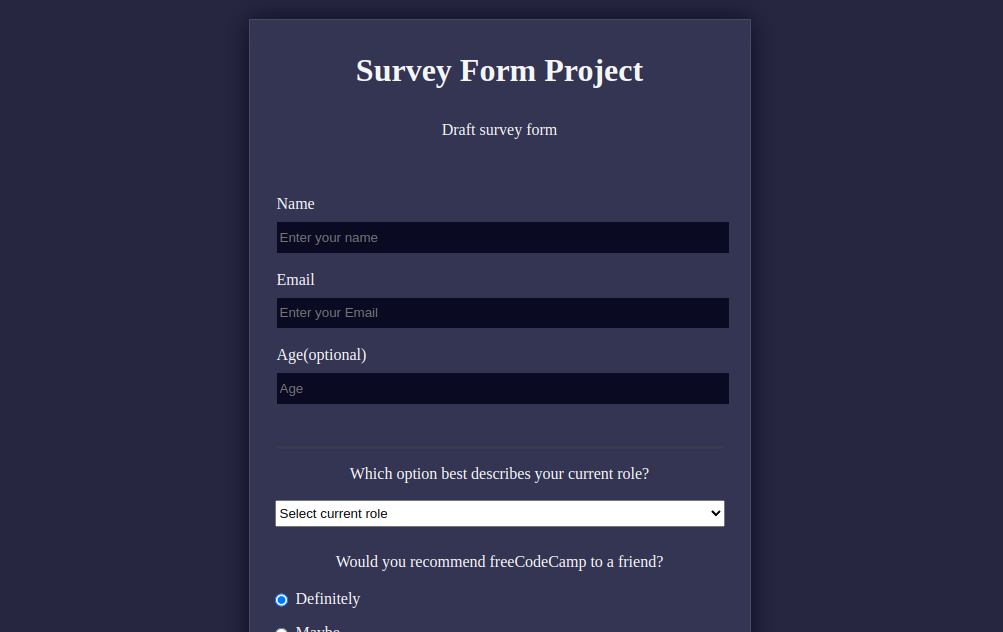 Survey Form Project
Draft survey form
Name
Enter your name
Email
Enter your Email
Age(optional)
Age
Which option best describes your current role?
Select current role
Would you recommend freeCodeCamp to a friend?
Definitely
Maybe